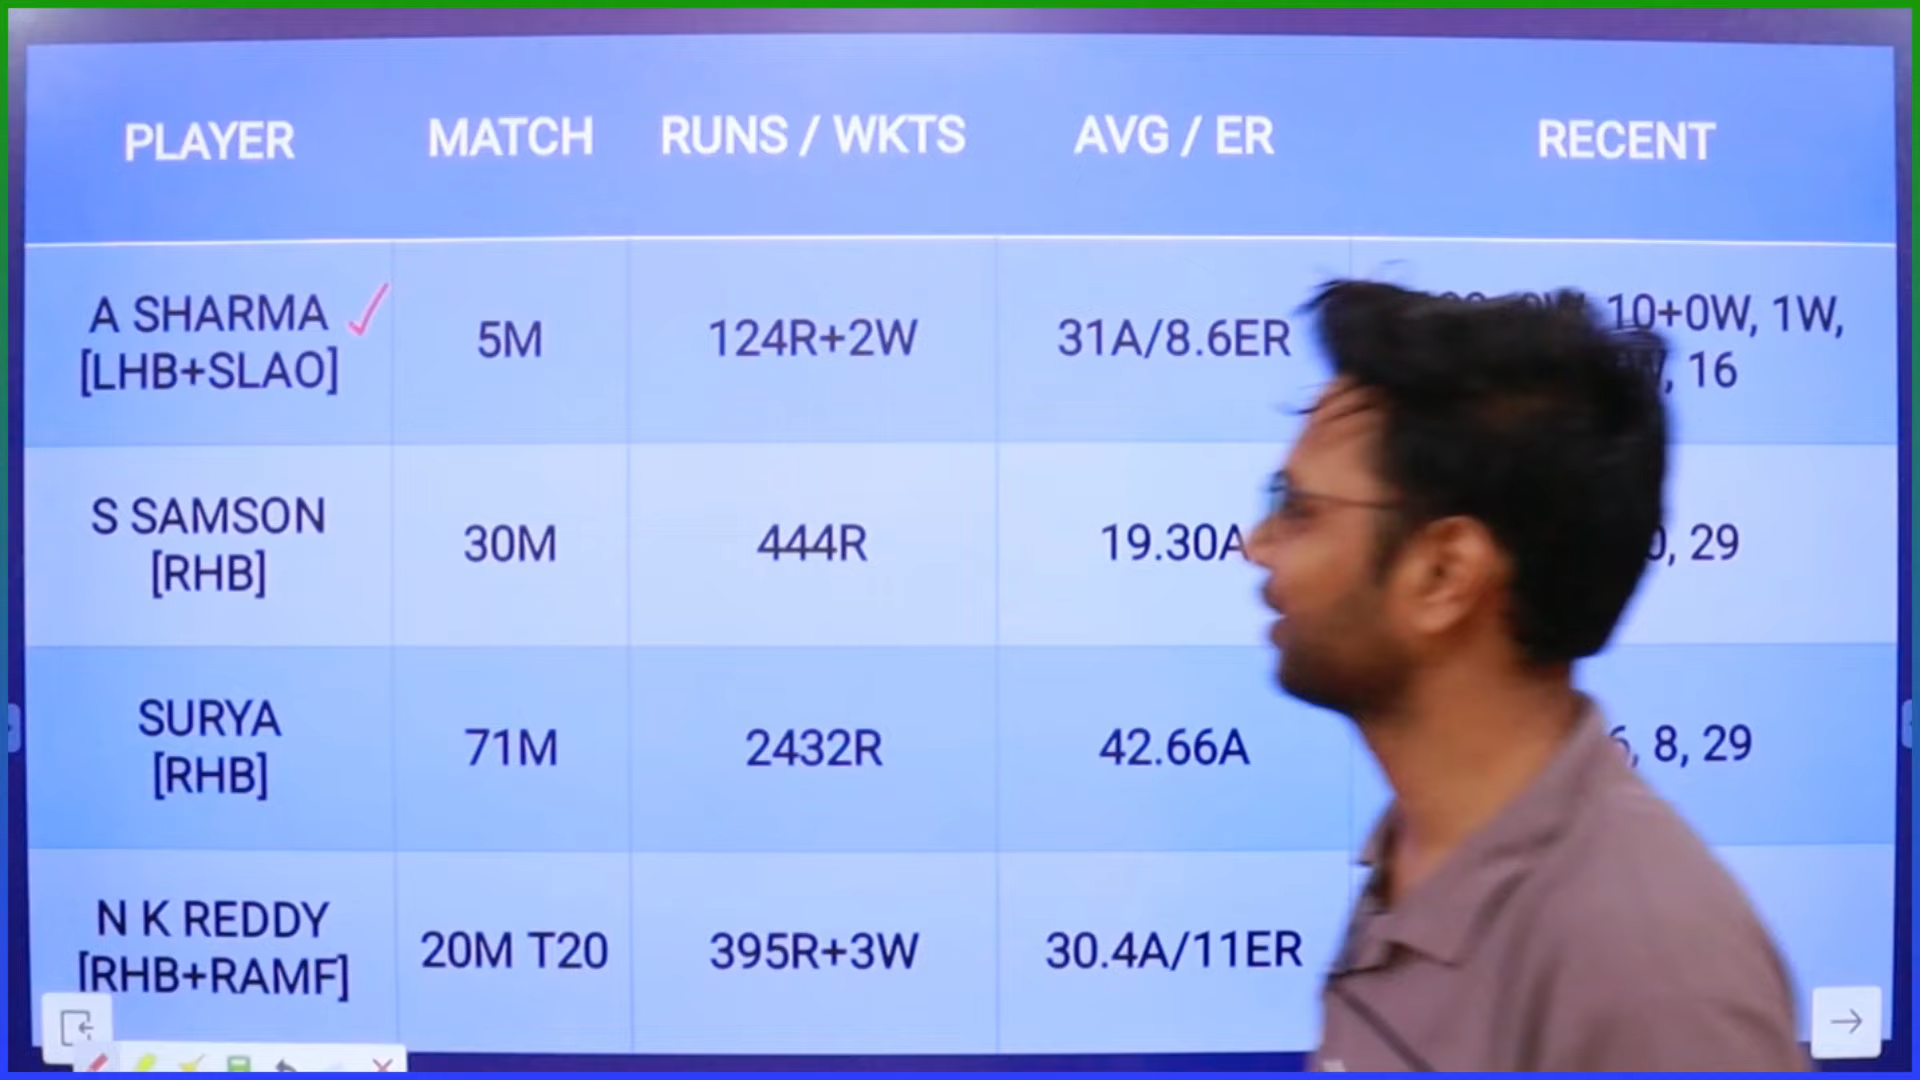 PLAYER MATCH RUNS / WKTS AVG / ER RECENT
A SHARMA
[LHB+SLAO]
5M
124R+2W
31A/8.6ER
10+0W, 1W,
, 16
S SAMSON
[RHB]
30M
444R
19.30A
, 29
SURYA
[RHB]
71M
2432R
42.66A
, 8, 29
N K REDDY
[RHB+RAMF]
20M T20
395R+3W
30.4A/11ER